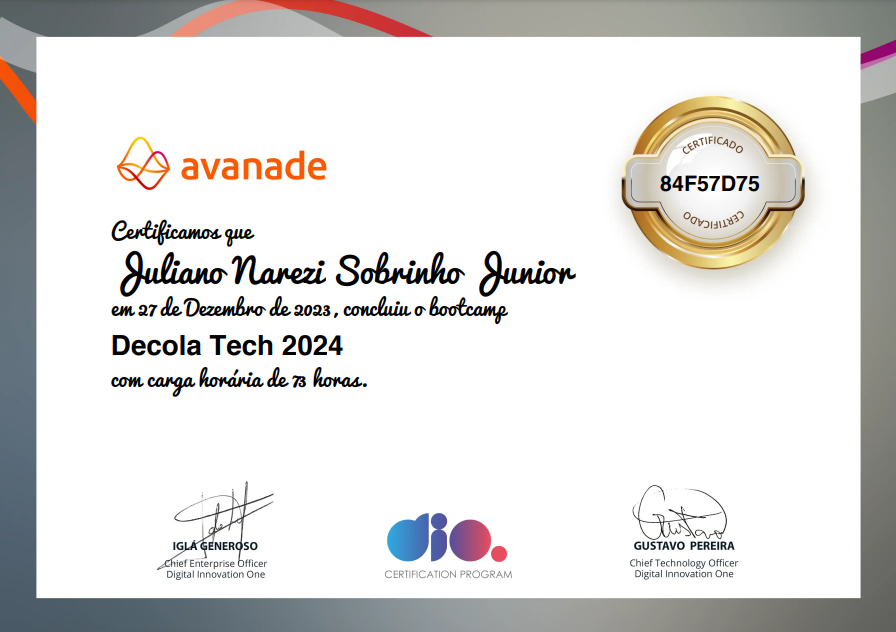 avanade
CERTIFICADO
84F57D75
CERTIFICADO
Certificamos que
Juliano Narezi Sobrinho Junior
em 27 de Dezembro de 2023, concluiu o bootcamp
Decola Tech 2024
com carga horária de 73 horas.
IGLÁ GENEROSO
Chief Enterprise Officer
Digital Innovation One
dio.
CERTIFICATION PROGRAM
Gustavo
GUSTAVO PEREIRA
Chief Technology Officer
Digital Innovation One